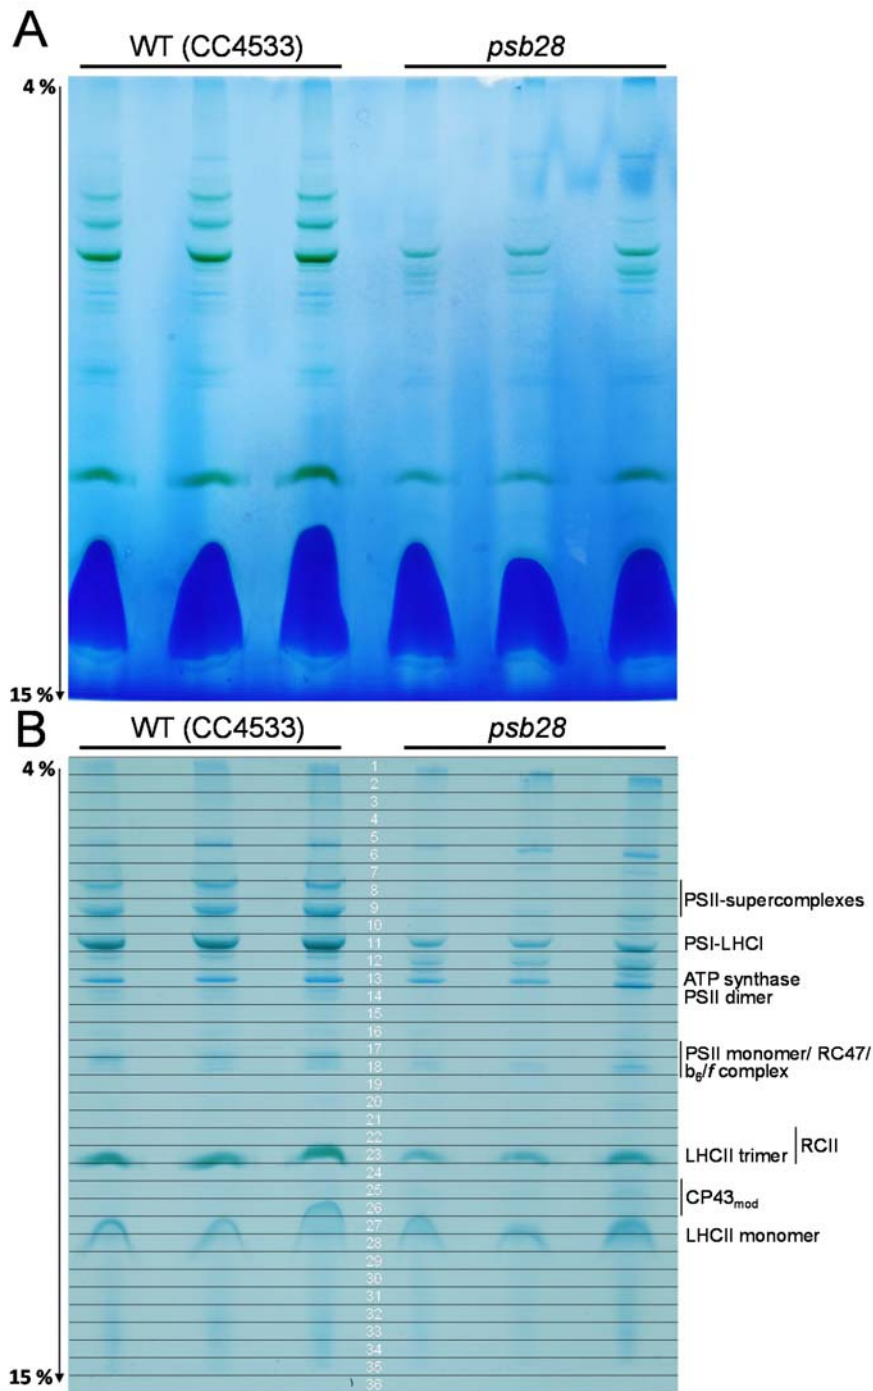 A
WT (CC4533)
psb28
4 %
15 %
B
WT (CC4533)
psb28
4 %
1
2
3
4
5
6
7
8
9
10
11
12
13
14
15
16
17
18
19
20
21
22
23
24
25
26
27
28
29
30
31
32
33
34
35
36
PSII-supercomplexes
PSI-LHCI
ATP synthase
PSII dimer
PSII monomer/ RC47/
b6/f complex
LHCII trimer
RCII
CP43mod
LHCII monomer
15 %